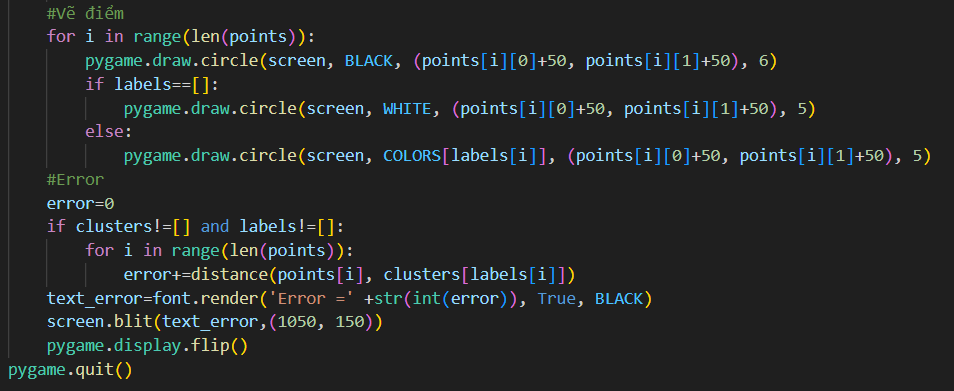 #Vẽ điểm
for i in range(len(points)):
pygame.draw.circle(screen, BLACK, (points[i][0]+50, points[i][1]+50), 6)
if labels==[]:
pygame.draw.circle(screen, WHITE, (points[i][0]+50, points[i][1]+50), 5)
else:
pygame.draw.circle(screen, COLORS[labels[i]], (points[i][0]+50, points[i][1]+50), 5)
#Error
error=0
if clusters!=[] and labels!=[]:
for i in range(len(points)):
error+=distance(points[i], clusters[labels[i]])
text_error=font.render('Error =' +str(int(error)), True, BLACK)
screen.blit(text_error,(1050, 150))
pygame.display.flip()
pygame.quit()